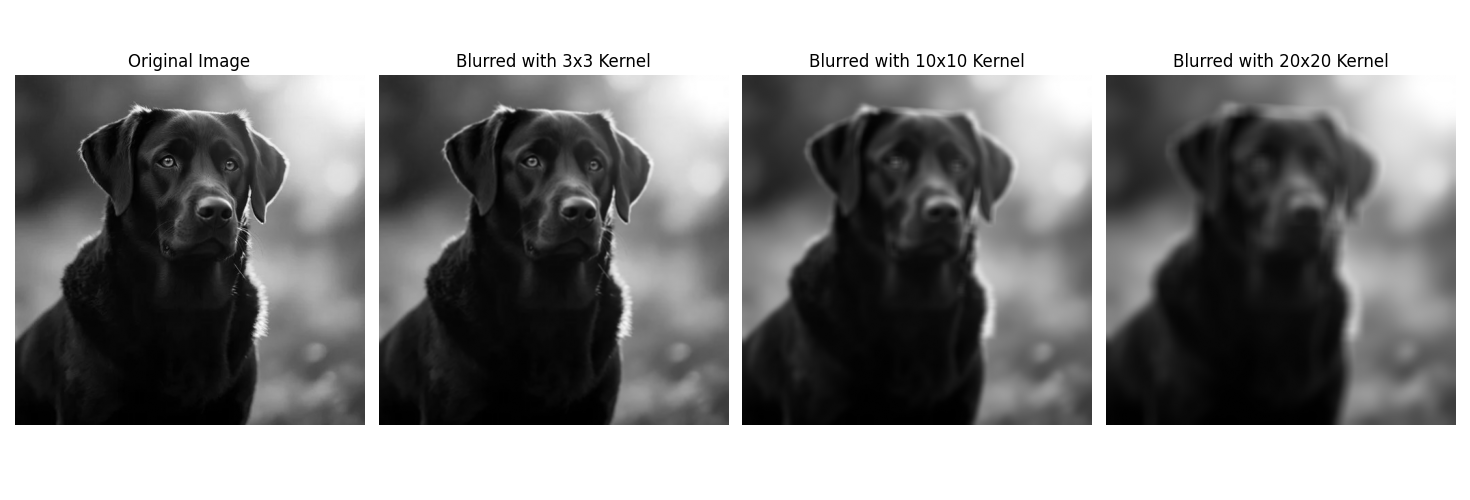 Original Image
Blurred with 3x3 Kernel
Blurred with 10x10 Kernel
Blurred with 20x20 Kernel